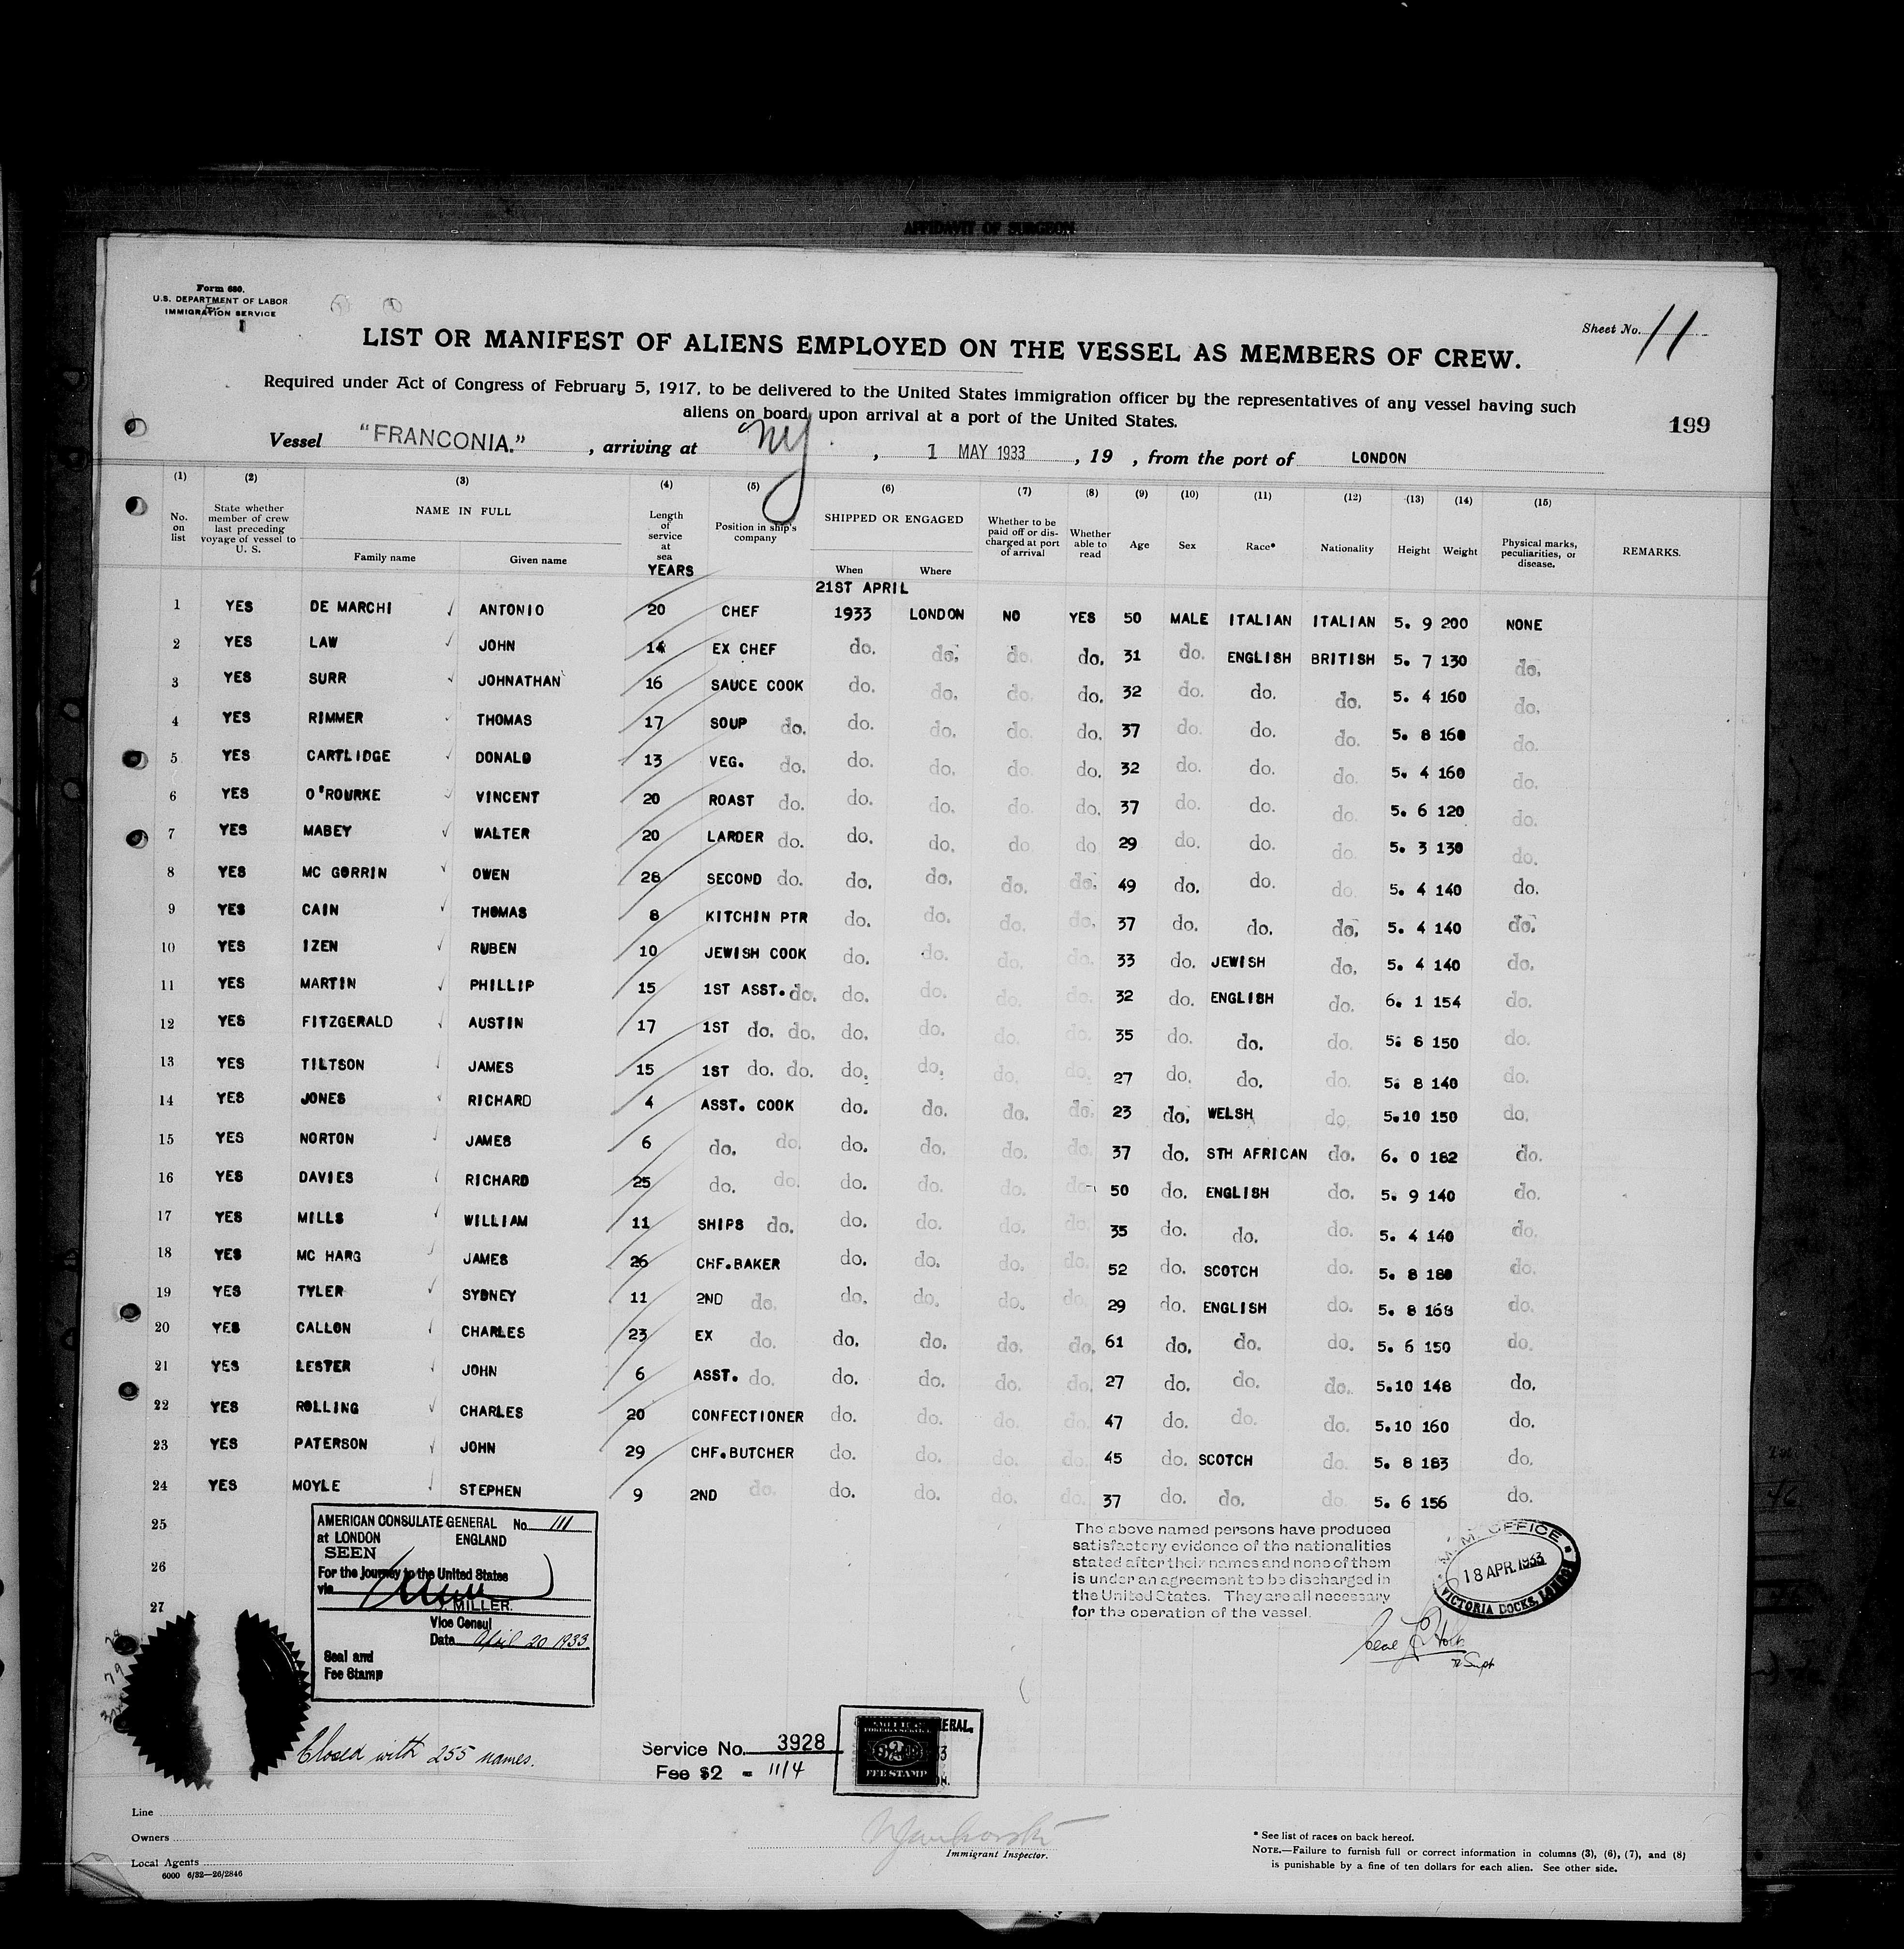 AFFIDAVIT OF SURGEON
Form 680.
U.S. DEPARTMENT OF LABOR
IMMIGRATION SERVICE
Sheet No. 11
LIST OR MANIFEST OF ALIENS EMPLOYED ON THE VESSEL AS MEMBERS OF CREW.
Required under Act of Congress of February 5, 1917, to be delivered to the United States immigration officer by the representatives of any vessel having such
aliens on board upon arrival at a port of the United States.
199
Vessel "FRANCONIA." , arriving at NY , 1 MAY 1933 , 19 , from the port of LONDON
(1) (2) (3) (4) (5) (6) (7) (8) (9) (10) (11) (12) (13) (14) (15)
No. on list State whether member of crew last preceding voyage of vessel to U. S. NAME IN FULL Family name Given name Length of service at sea YEARS Position in ship's company SHIPPED OR ENGAGED When Where Whether to be paid off or discharged at port of arrival Whether able to read Age Sex Race* Nationality Height Weight Physical marks, peculiarities, or disease. REMARKS.
21ST APRIL
1 YES DE MARCHI ANTONIO 20 CHEF 1933 LONDON NO YES 50 MALE ITALIAN ITALIAN 5. 9 200 NONE
2 YES LAW JOHN 14 EX CHEF do. do. do. do. 31 do. ENGLISH BRITISH 5. 7 130 do.
3 YES SURR JOHNATHAN 16 SAUCE COOK do. do. do. do. 32 do. do. do. 5. 4 160 do.
4 YES RIMMER THOMAS 17 SOUP do. do. do. do. do. 37 do. do. do. 5. 8 160 do.
5 YES CARTLIDGE DONALD 13 VEG. do. do. do. do. do. 32 do. do. do. 5. 4 160 do.
6 YES O'ROURKE VINCENT 20 ROAST do. do. do. do. do. 37 do. do. do. 5. 6 120 do.
7 YES MABEY WALTER 20 LARDER do. do. do. do. do 29 do. do. do. 5. 3 130 do.
8 YES MC GORRIN OWEN 28 SECOND do. do. do. do. do. 49 do. do. do. 5. 4 140 do.
9 YES CAIN THOMAS 8 KITCHIN PTR do. do. do. do. 37 do. do. do. 5. 4 140 do.
10 YES IZEN RUBEN 10 JEWISH COOK do. do. do. do. 33 do. JEWISH do. 5. 4 140 do.
11 YES MARTIN PHILLIP 15 1ST ASST. do. do. do. do. do. 32 do. ENGLISH do. 6. 1 154 do.
12 YES FITZGERALD AUSTIN 17 1ST do. do. do. do. do. do. 35 do. do. do. 5. 6 150 do.
13 YES TILTSON JAMES 15 1ST do. do. do. do. do. do. 27 do. do. do. 5. 8 140 do.
14 YES JONES RICHARD 4 ASST. COOK do. do. do. do. 23 do. WELSH do. 5.10 150 do.
15 YES NORTON JAMES 6 do. do. do. do. do. do. 37 do. STH AFRICAN do. 6. 0 182 do.
16 YES DAVIES RICHARD 25 do. do. do. do. do. do. 50 do. ENGLISH do. 5. 9 140 do.
17 YES MILLS WILLIAM 11 SHIPS do. do. do. do. do. 35 do. do. do. 5. 4 140 do.
18 YES MC HARG JAMES 26 CHF.BAKER do. do. do. do. 52 do. SCOTCH do. 5. 8 180 do.
19 YES TYLER SYDNEY 11 2ND do. do. do. do. do. 29 do. ENGLISH do. 5. 8 168 do.
20 YES CALLON CHARLES 23 EX do. do. do. do. do. 61 do. do. do. 5. 6 150 do.
21 YES LESTER JOHN 6 ASST. do. do. do. do. do. 27 do. do. do. 5.10 148 do.
22 YES ROLLING CHARLES 20 CONFECTIONER do. do. do. do. 47 do. do. do. 5.10 160 do.
23 YES PATERSON JOHN 29 CHF.BUTCHER do. do. do. do. 45 do. SCOTCH do. 5. 8 183 do.
24 YES MOYLE STEPHEN 9 2ND do. do. do. do. do. 37 do. do. do. 5. 6 156 do.
25
26
27
AMERICAN CONSULATE GENERAL No. 111
at LONDON ENGLAND
SEEN
For the journey to the United States
via
MILLER.
Vice Consul
Date April 20 1933.
Seal and
Fee Stamp
The above named persons have produced
satisfactory evidence of the nationalities
stated after their names and none of them
is under an agreement to be discharged in
the United States. They are all necessary
for the operation of the vessel.
M. M. OFFICE
18 APR. 1933
VICTORIA DOCKS, LONDON
Supt
Closed with 255 names.
Service No. 3928
Fee $2 = 11/4
FOREIGN SERVICE
2
FEE STAMP
Line
Owners
Local Agents
6000 6/32—26/2846
Immigrant Inspector.
* See list of races on back hereof.
NOTE.—Failure to furnish full or correct information in columns (3), (6), (7), and (8)
is punishable by a fine of ten dollars for each alien. See other side.